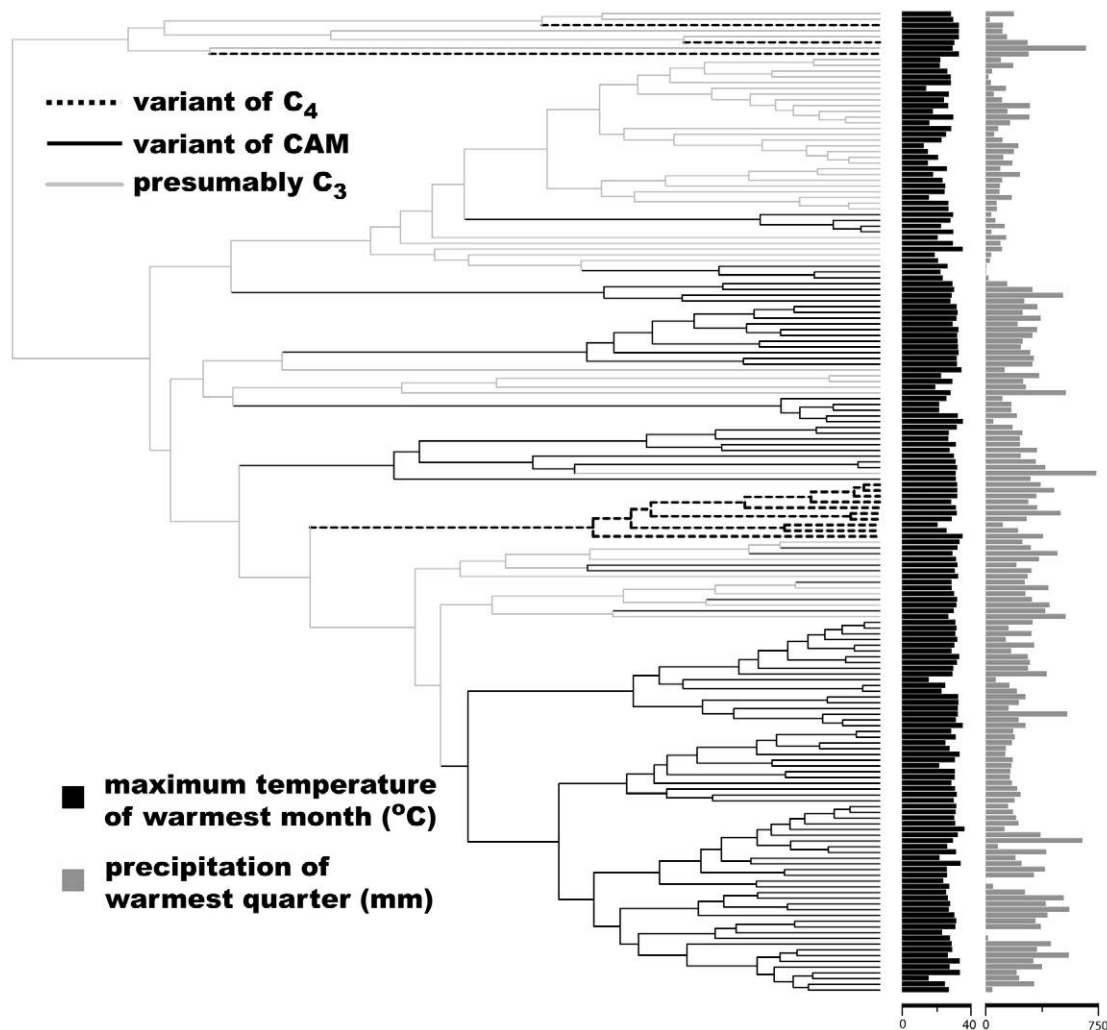 variant of C4
variant of CAM
presumably C3
maximum temperature
of warmest month (ºC)
precipitation of
warmest quarter (mm)
0 40 0 750